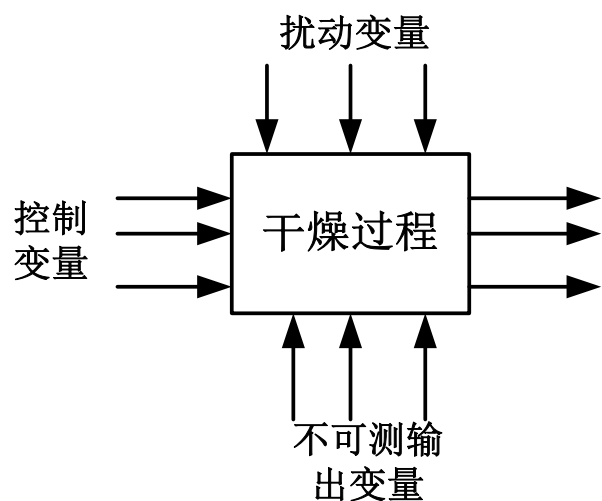 扰动变量
控制
变量
干燥过程
不可测输
出变量